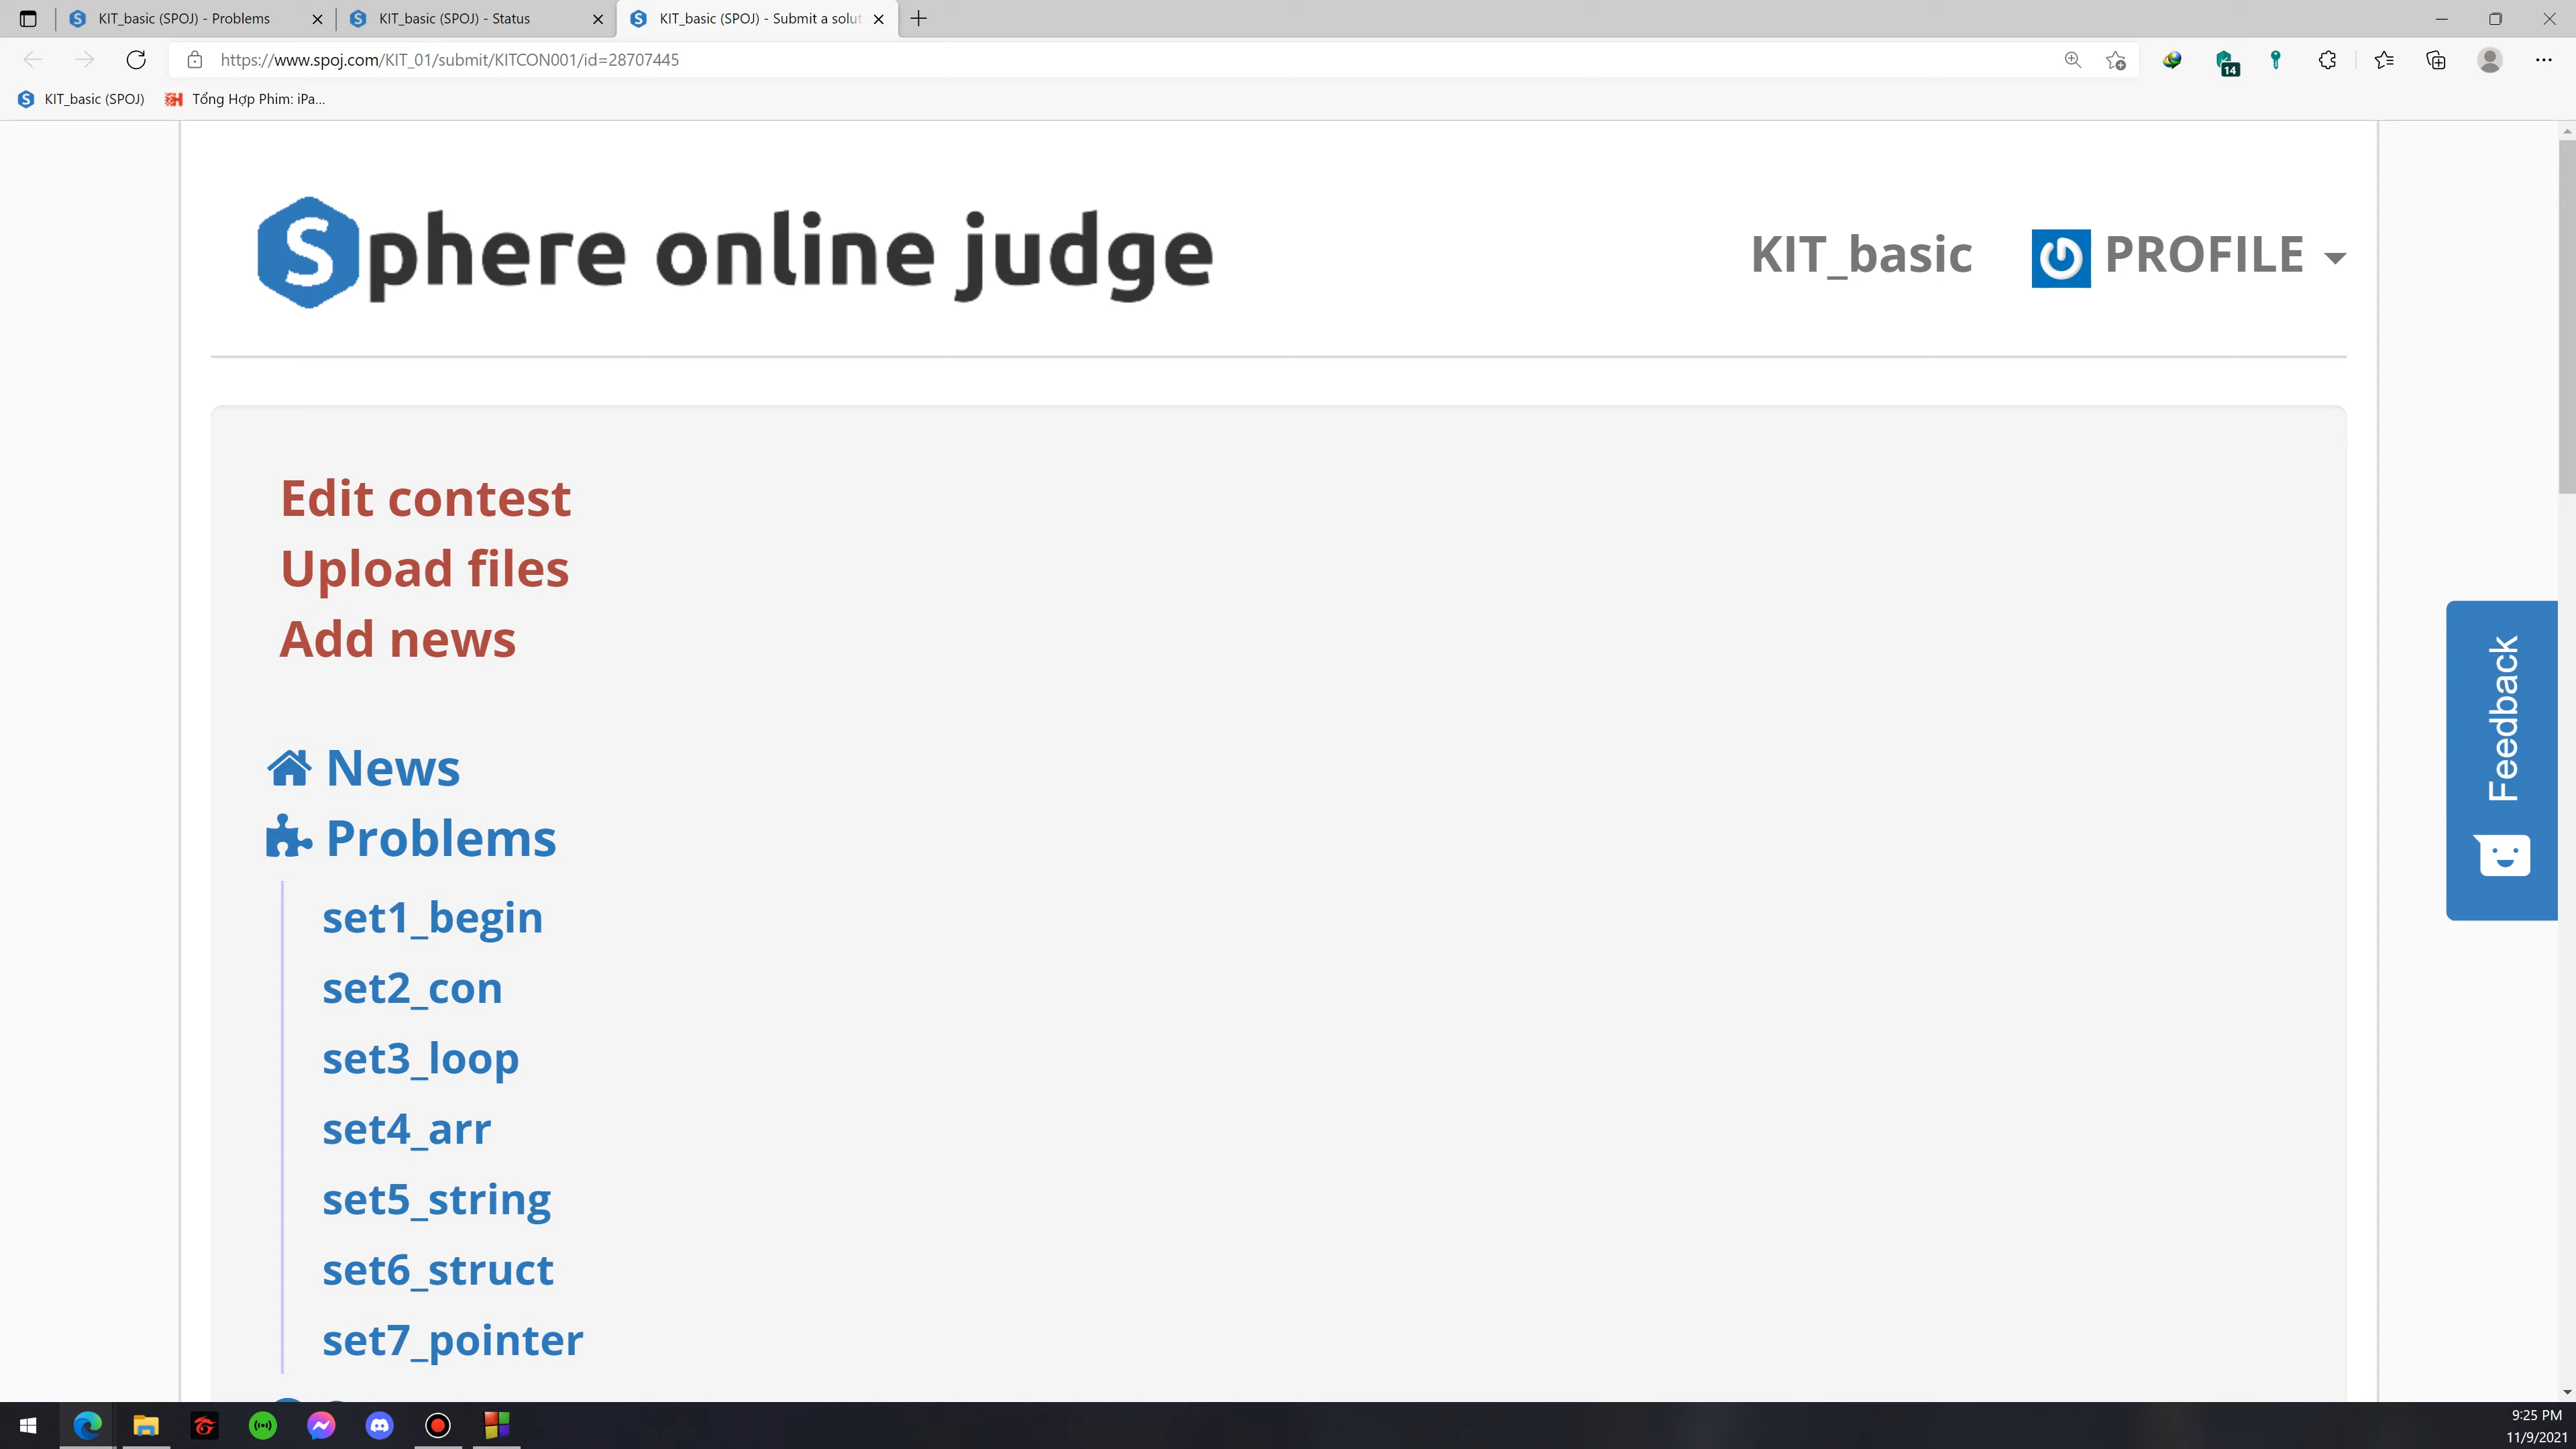 KIT_basic (SPOJ) - Problems
KIT_basic (SPOJ) - Status
KIT_basic (SPOJ) - Submit a solut
https://www.spoj.com/KIT_01/submit/KITCON001/id=28707445
14
KIT_basic (SPOJ)
Tổng Hợp Phim: iPa...
Sphere online judge
KIT_basic
PROFILE
Edit contest
Upload files
Add news
News
Problems
set1_begin
set2_con
set3_loop
set4_arr
set5_string
set6_struct
set7_pointer
Feedback
9:25 PM
11/9/2021